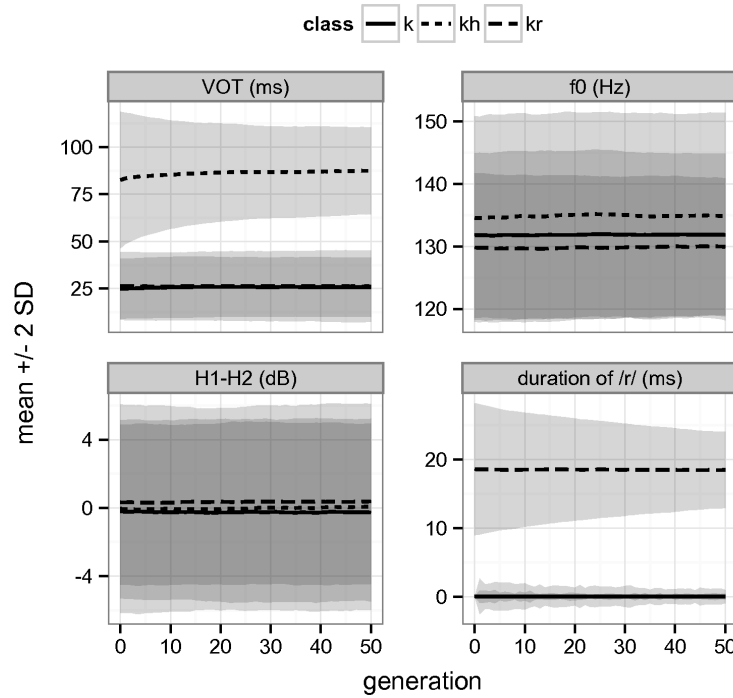 class k kh kr
VOT (ms)
f0 (Hz)
100
75
50
25
150
140
130
120
mean +/- 2 SD
H1-H2 (dB)
duration of /r/ (ms)
4
0
-4
20
10
0
0 10 20 30 40 50
0 10 20 30 40 50
generation